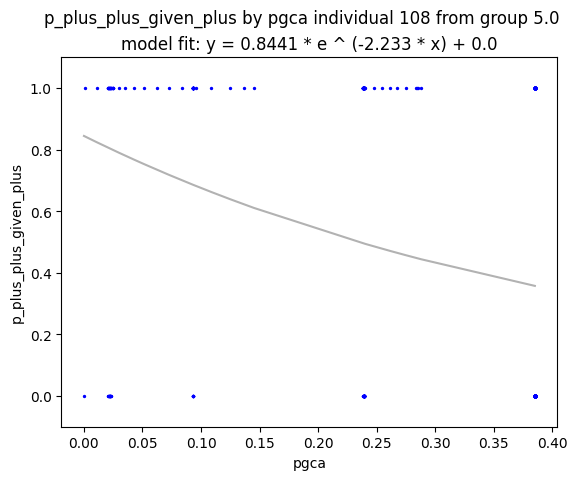 p_plus_plus_given_plus by pgca individual 108 from group 5.0
model fit: y = 0.8441 * e ^ (-2.233 * x) + 0.0
p_plus_plus_given_plus
1.0
0.8
0.6
0.4
0.2
0.0
0.00 0.05 0.10 0.15 0.20 0.25 0.30 0.35 0.40
pgca